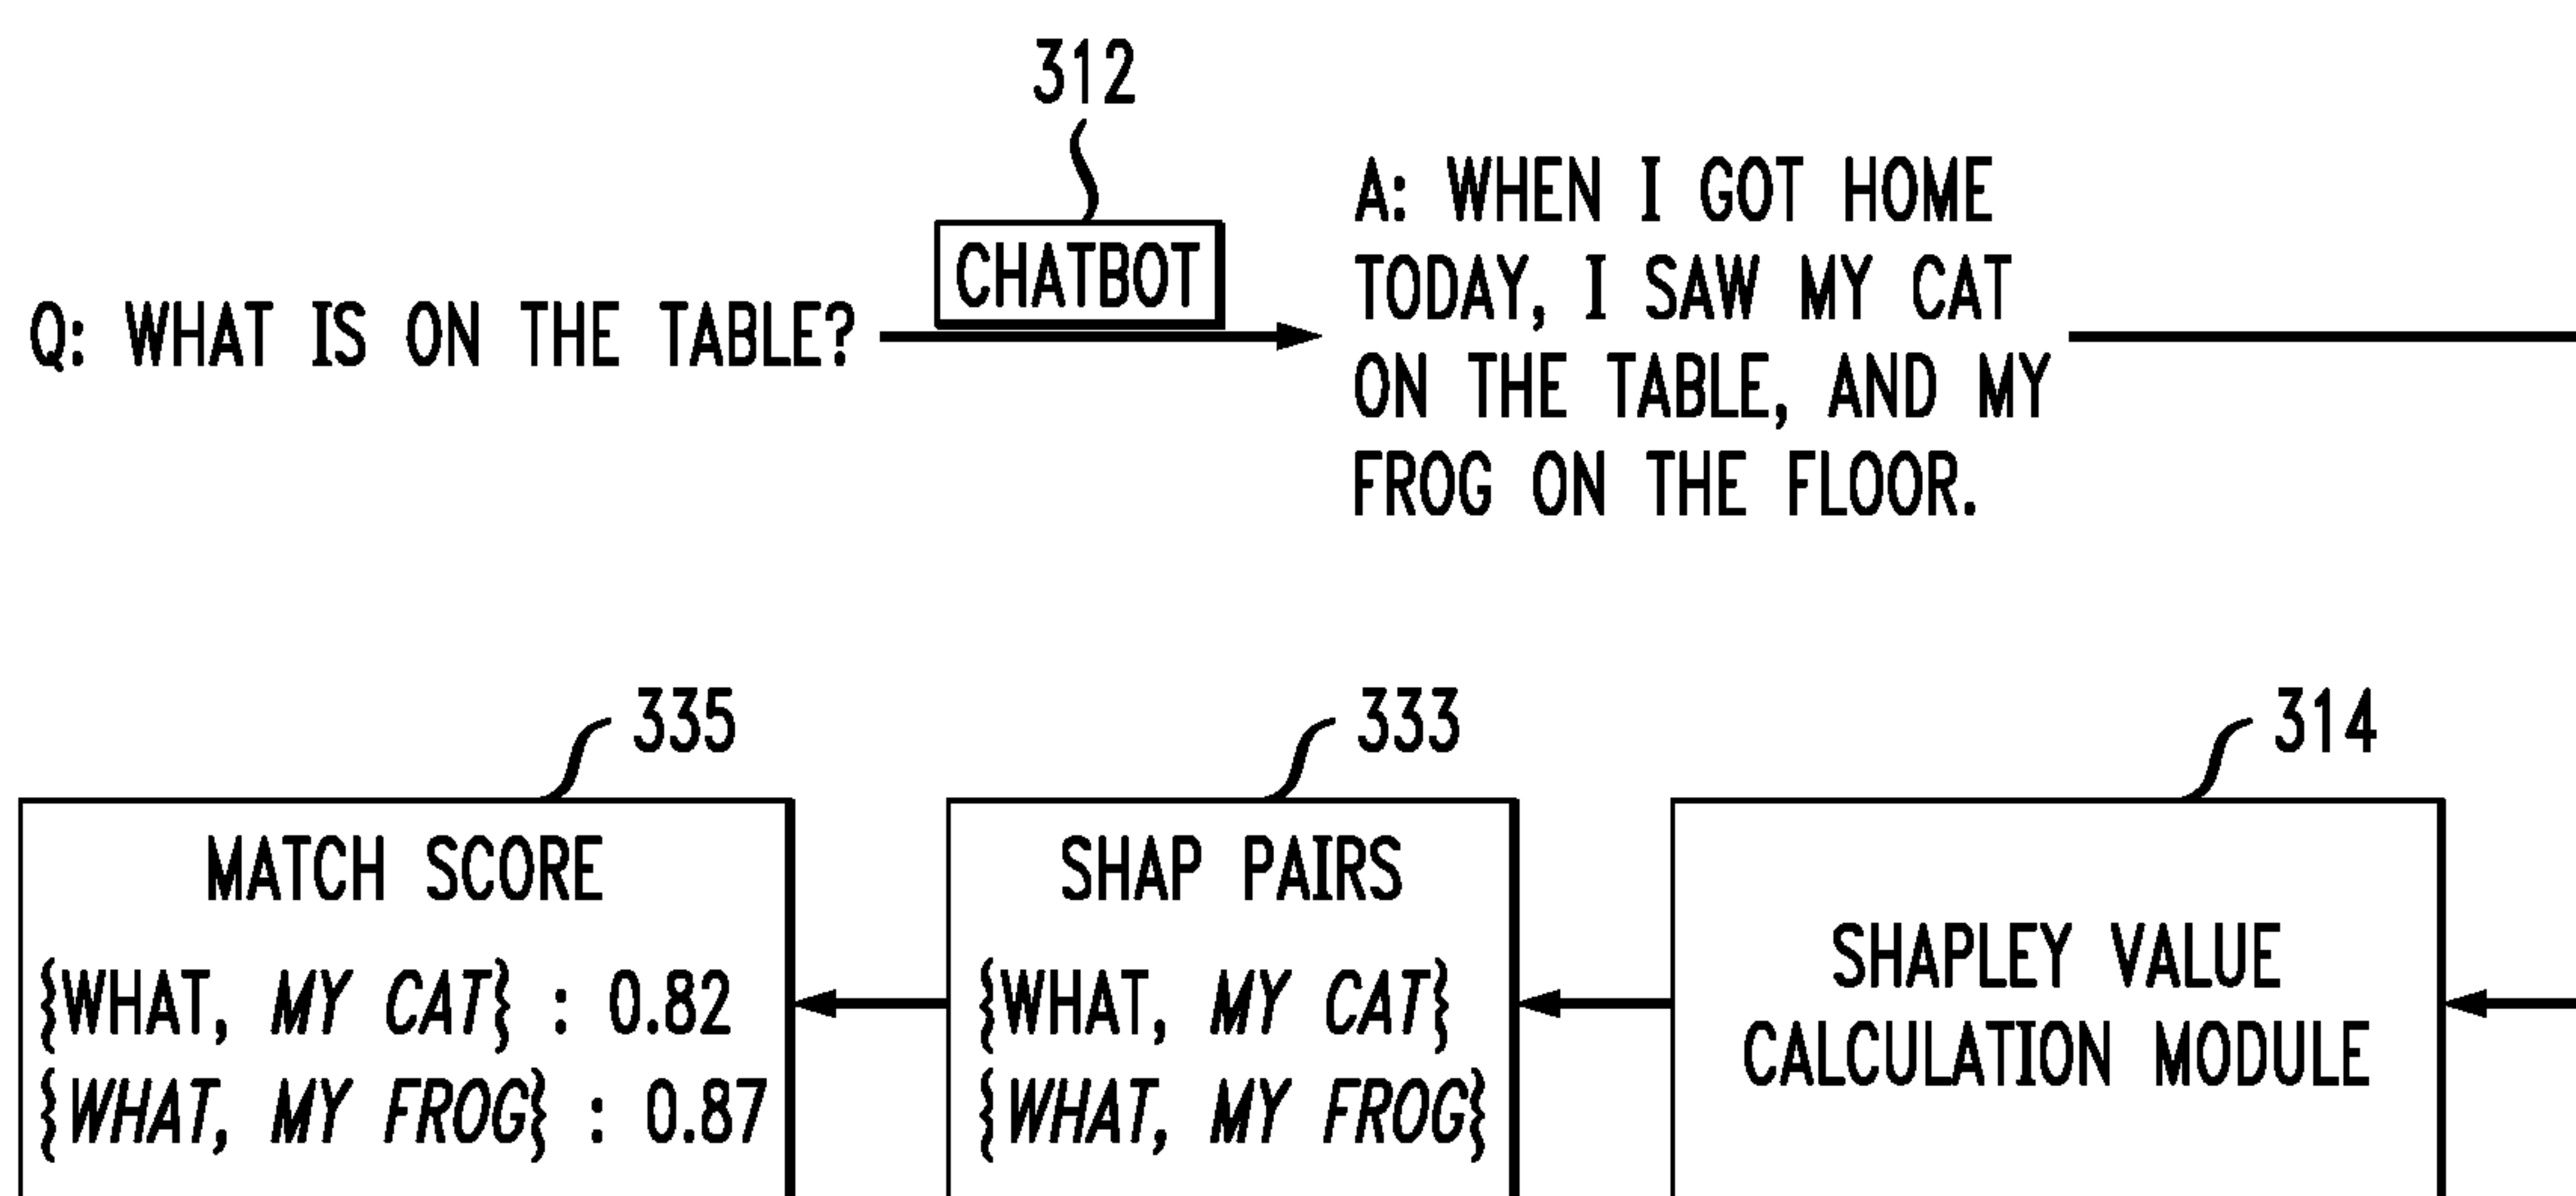 312
CHATBOT
Q: WHAT IS ON THE TABLE?
A: WHEN I GOT HOME
TODAY, I SAW MY CAT
ON THE TABLE, AND MY
FROG ON THE FLOOR.
335
MATCH SCORE
{WHAT, MY CAT} : 0.82
{WHAT, MY FROG} : 0.87
333
SHAP PAIRS
{WHAT, MY CAT}
{WHAT, MY FROG}
314
SHAPLEY VALUE
CALCULATION MODULE